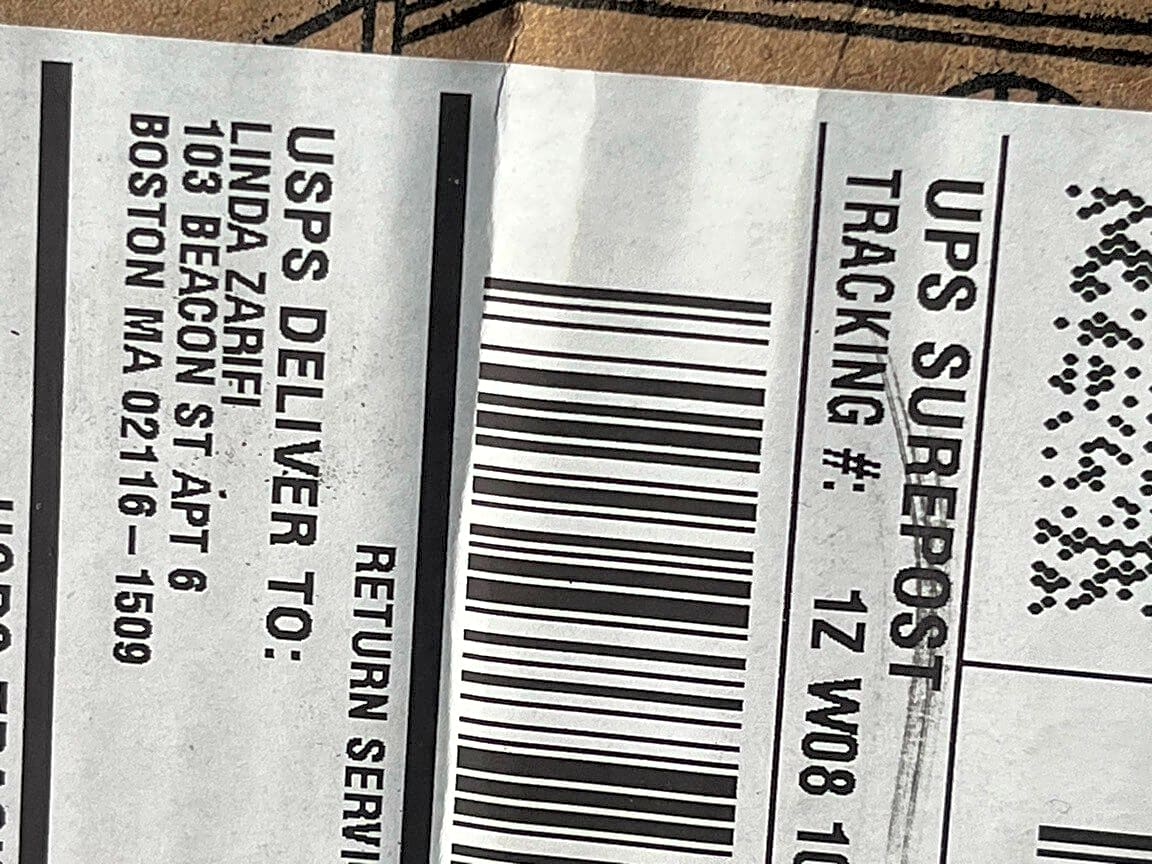 UPS SUREPOST
TRACKING #: 1Z W08
RETURN
USPS DELIVER TO:
LINDA ZARIFI
103 BEACON ST APT 6
BOSTON MA 02116-1509